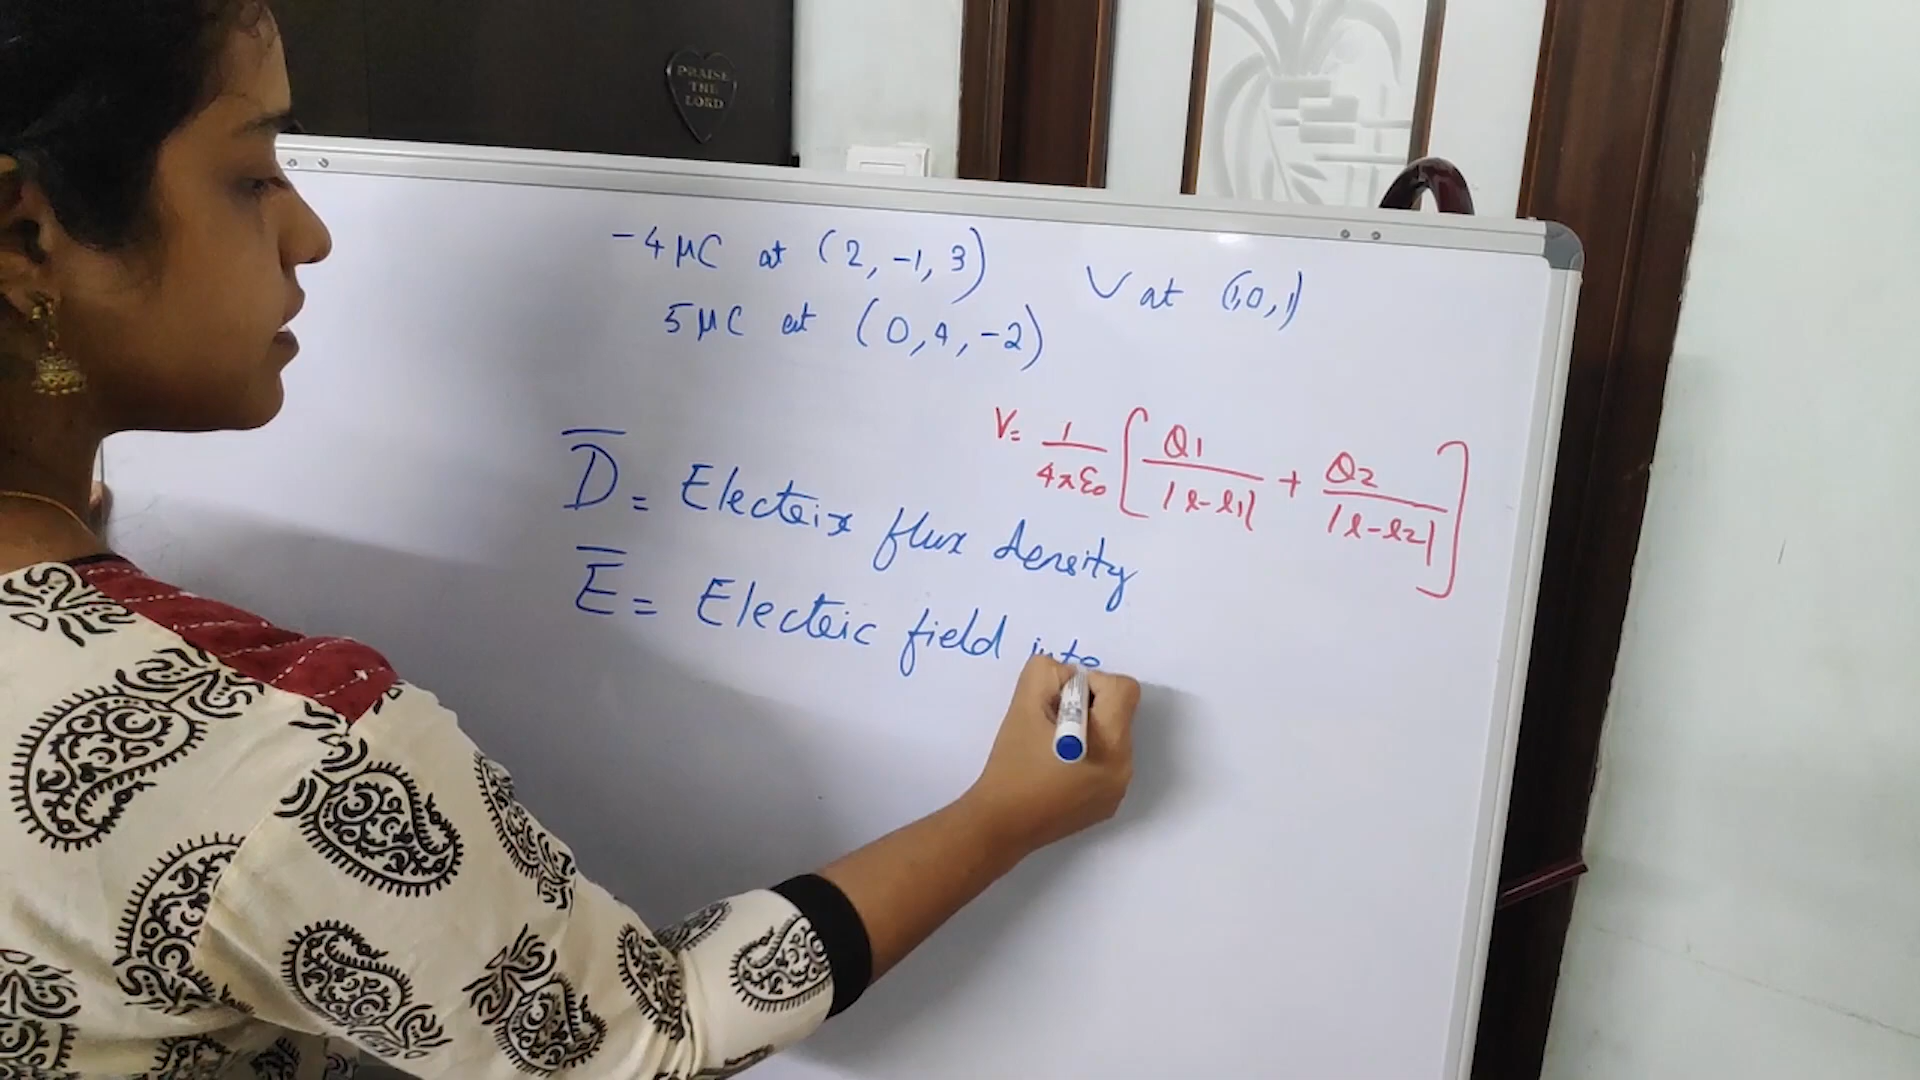 PRAISE
THE
LORD
-4 μC at (2, -1, 3)
5 μC at (0, 4, -2)
V at (1,0,1)
V= 1/4πε0 [ Q1/|r-r1| + Q2/|r-r2| ]
D̅ = Electric flux density
E̅ = Electric field inte